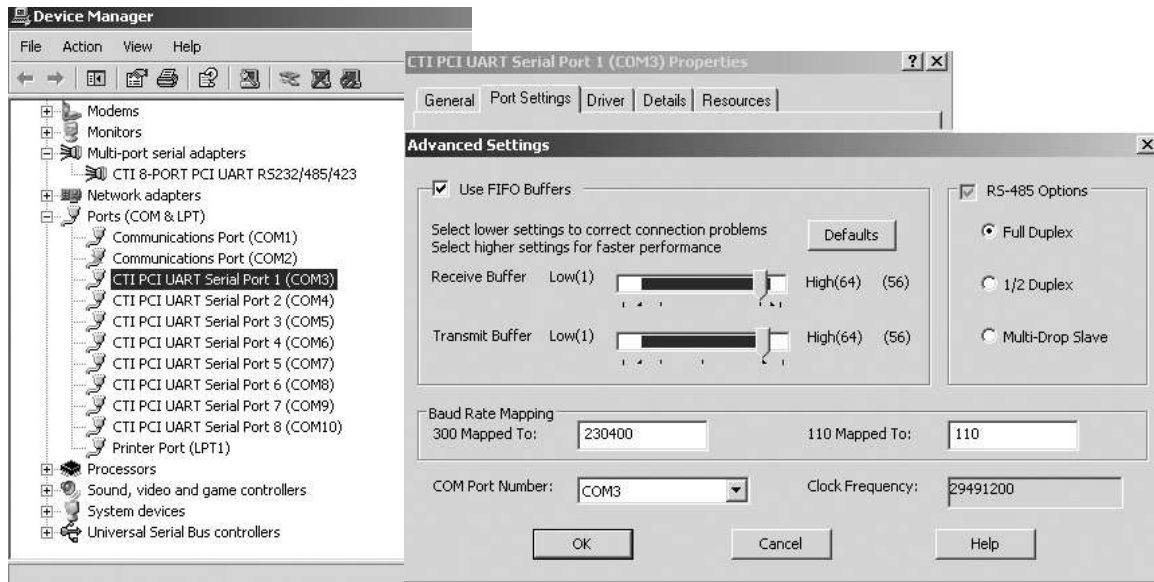 Device Manager
File Action View Help
Modems
Monitors
Multi-port serial adapters
CTI 8-PORT PCI UART RS232/485/423
Network adapters
Ports (COM & LPT)
Communications Port (COM1)
Communications Port (COM2)
CTI PCI UART Serial Port 1 (COM3)
CTI PCI UART Serial Port 2 (COM4)
CTI PCI UART Serial Port 3 (COM5)
CTI PCI UART Serial Port 4 (COM6)
CTI PCI UART Serial Port 5 (COM7)
CTI PCI UART Serial Port 6 (COM8)
CTI PCI UART Serial Port 7 (COM9)
CTI PCI UART Serial Port 8 (COM10)
Printer Port (LPT1)
Processors
Sound, video and game controllers
System devices
Universal Serial Bus controllers
CTI PCI UART Serial Port 1 (COM3) Properties
General Port Settings Driver Details Resources
Advanced Settings
Use FIFO Buffers
Select lower settings to correct connection problems
Select higher settings for faster performance
Defaults
Receive Buffer Low(1) High(64) (56)
Transmit Buffer Low(1) High(64) (56)
RS-485 Options
Full Duplex
1/2 Duplex
Multi-Drop Slave
Baud Rate Mapping
300 Mapped To: 230400 110 Mapped To: 110
COM Port Number: COM3 Clock Frequency: 29491200
OK Cancel Help